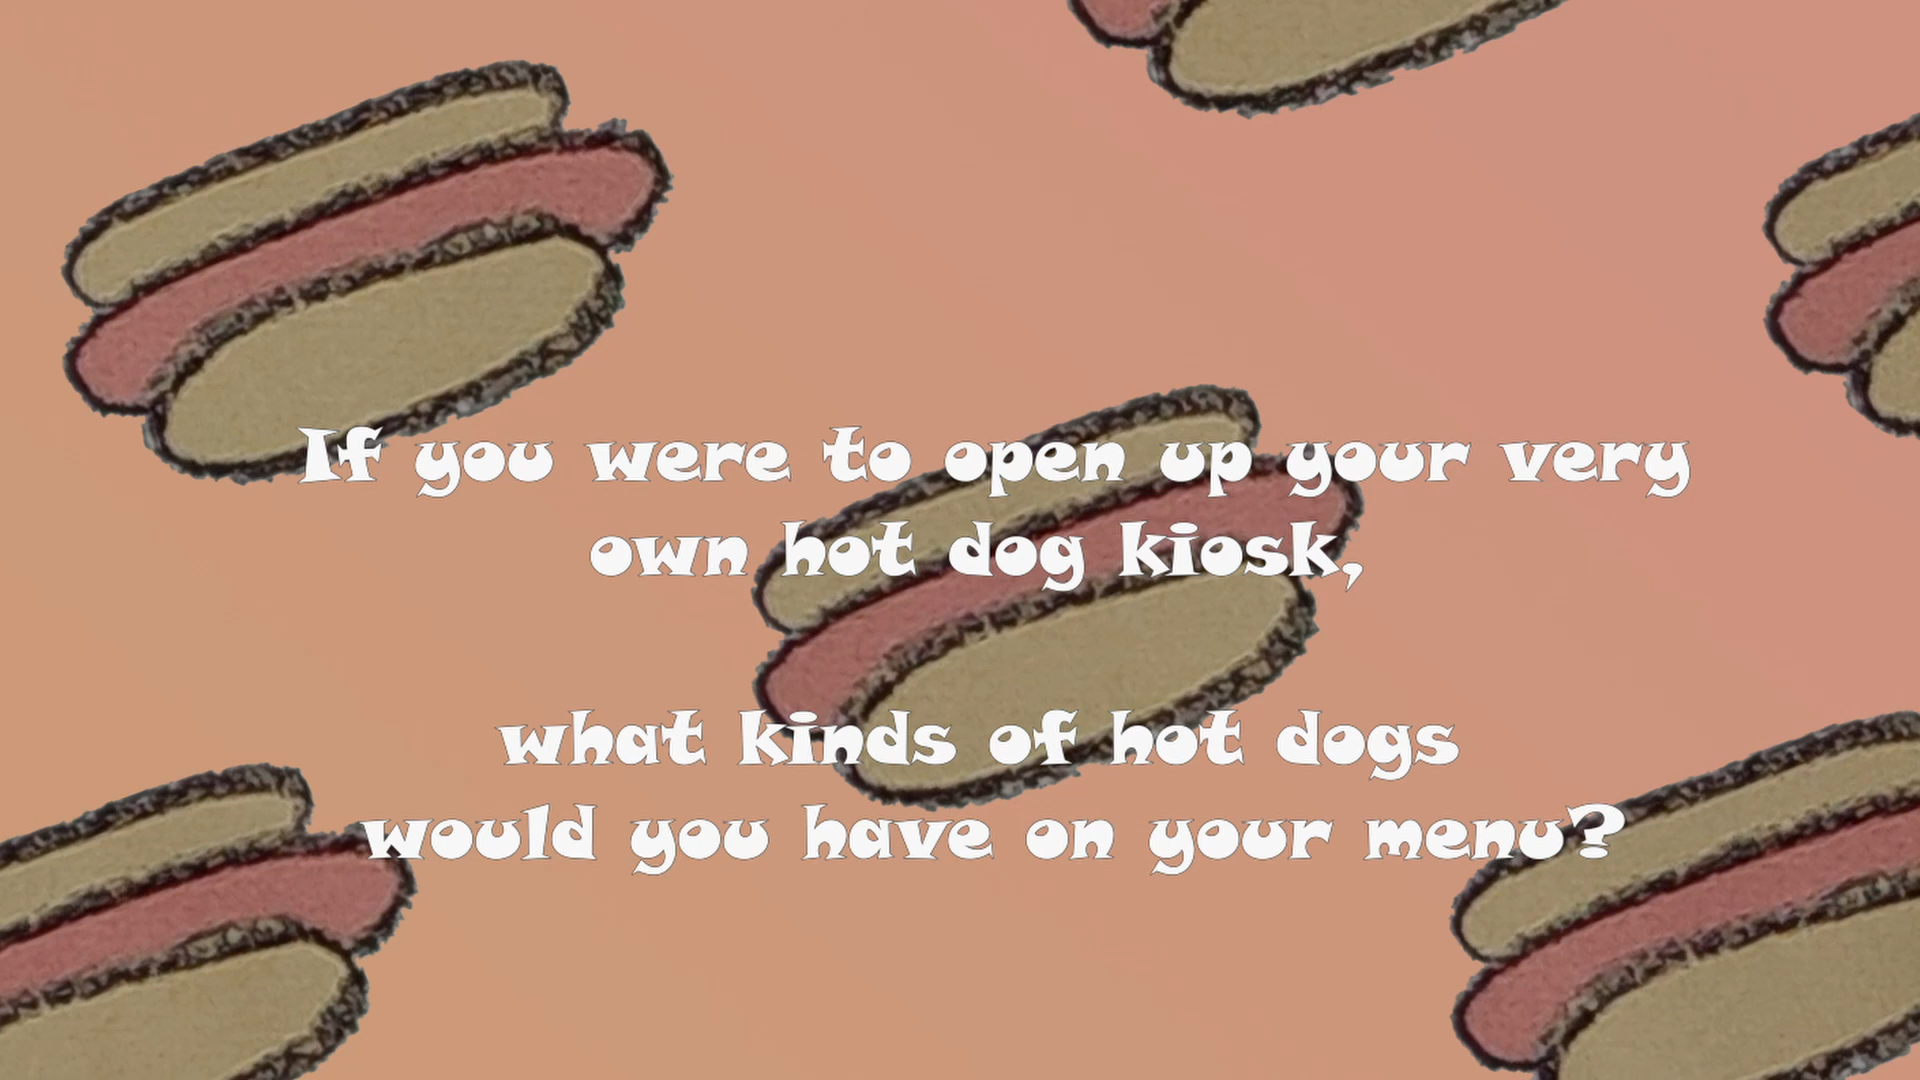 If you were to open up your very
own hot dog kiosk,
what kinds of hot dogs
would you have on your menu?